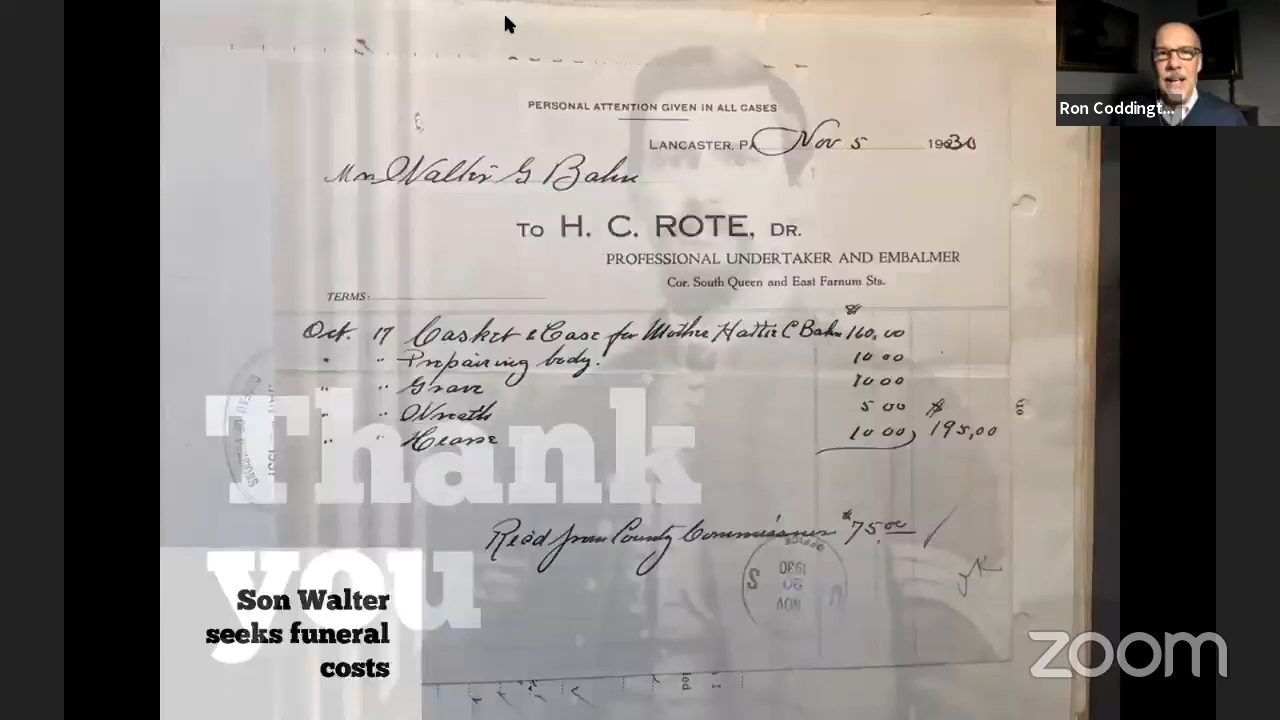 PERSONAL ATTENTION GIVEN IN ALL CASES
LANCASTER, PA Nov 5 1930
Walter G Bahn
TO H. C. ROTE, DR.
PROFESSIONAL UNDERTAKER AND EMBALMER
Cor. South Queen and East Farnum Sts.
TERMS:
$
Oct. 17 Casket & Case for Mother Hattie C Bahn 160.00
" " Preparing body. 10 00
" " Grave 10 00
" " Wreath 5 00 $
" " Hearse 10 00 195,00
Rec'd from County Commissioner $75.00
NOV 20 1930
Thank
you
Son Walter
seeks funeral
costs
Ron Coddingt...
zoom